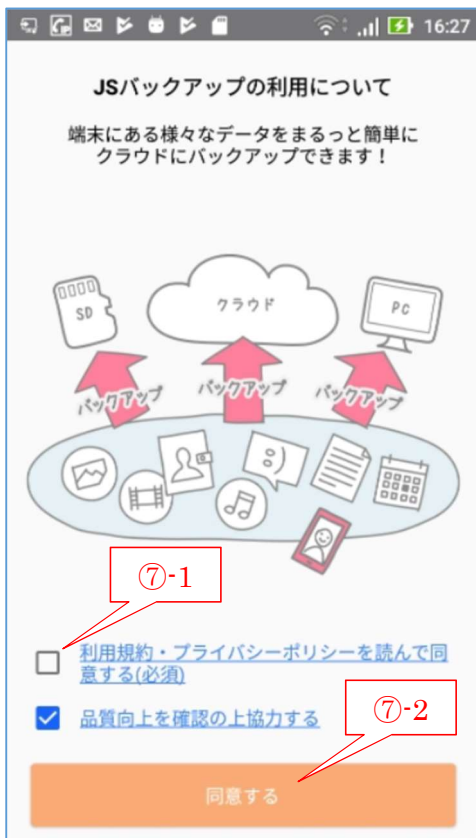 16:27
JSバックアップの利用について
端末にある様々なデータをまるっと簡単に
クラウドにバックアップできます！
SD
クラウド
PC
バックアップ
バックアップ
バックアップ
⑦-1
利用規約・プライバシーポリシーを読んで同
意する(必須)
品質向上を確認の上協力する
⑦-2
同意する